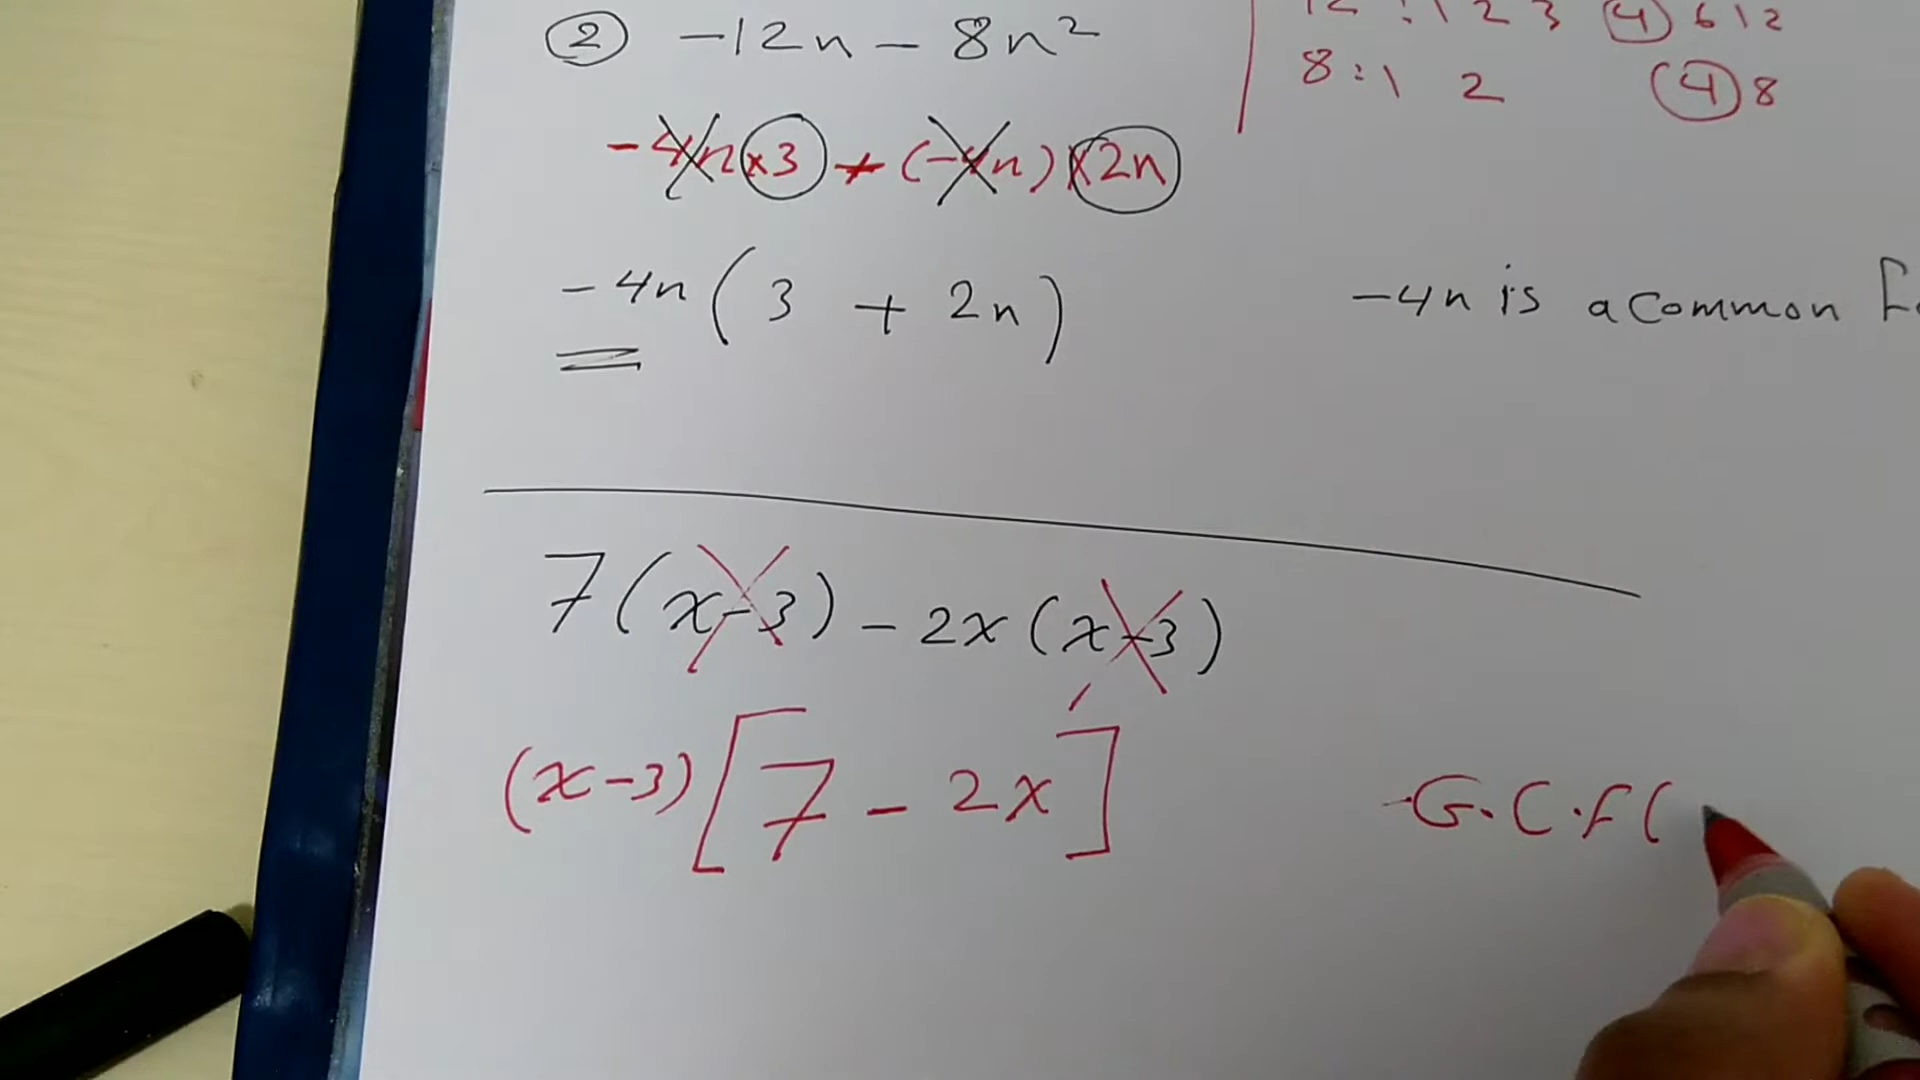 ② -12n - 8n²
12 : 1 2 3 4 6 12
8 : 1 2 4 8
-4n × 3 + (-4n) × 2n
-4n ( 3 + 2n )
-4n is a common
7 ( x-3 ) - 2x ( x-3 )
(x-3) [ 7 - 2x ]
G.C.F (